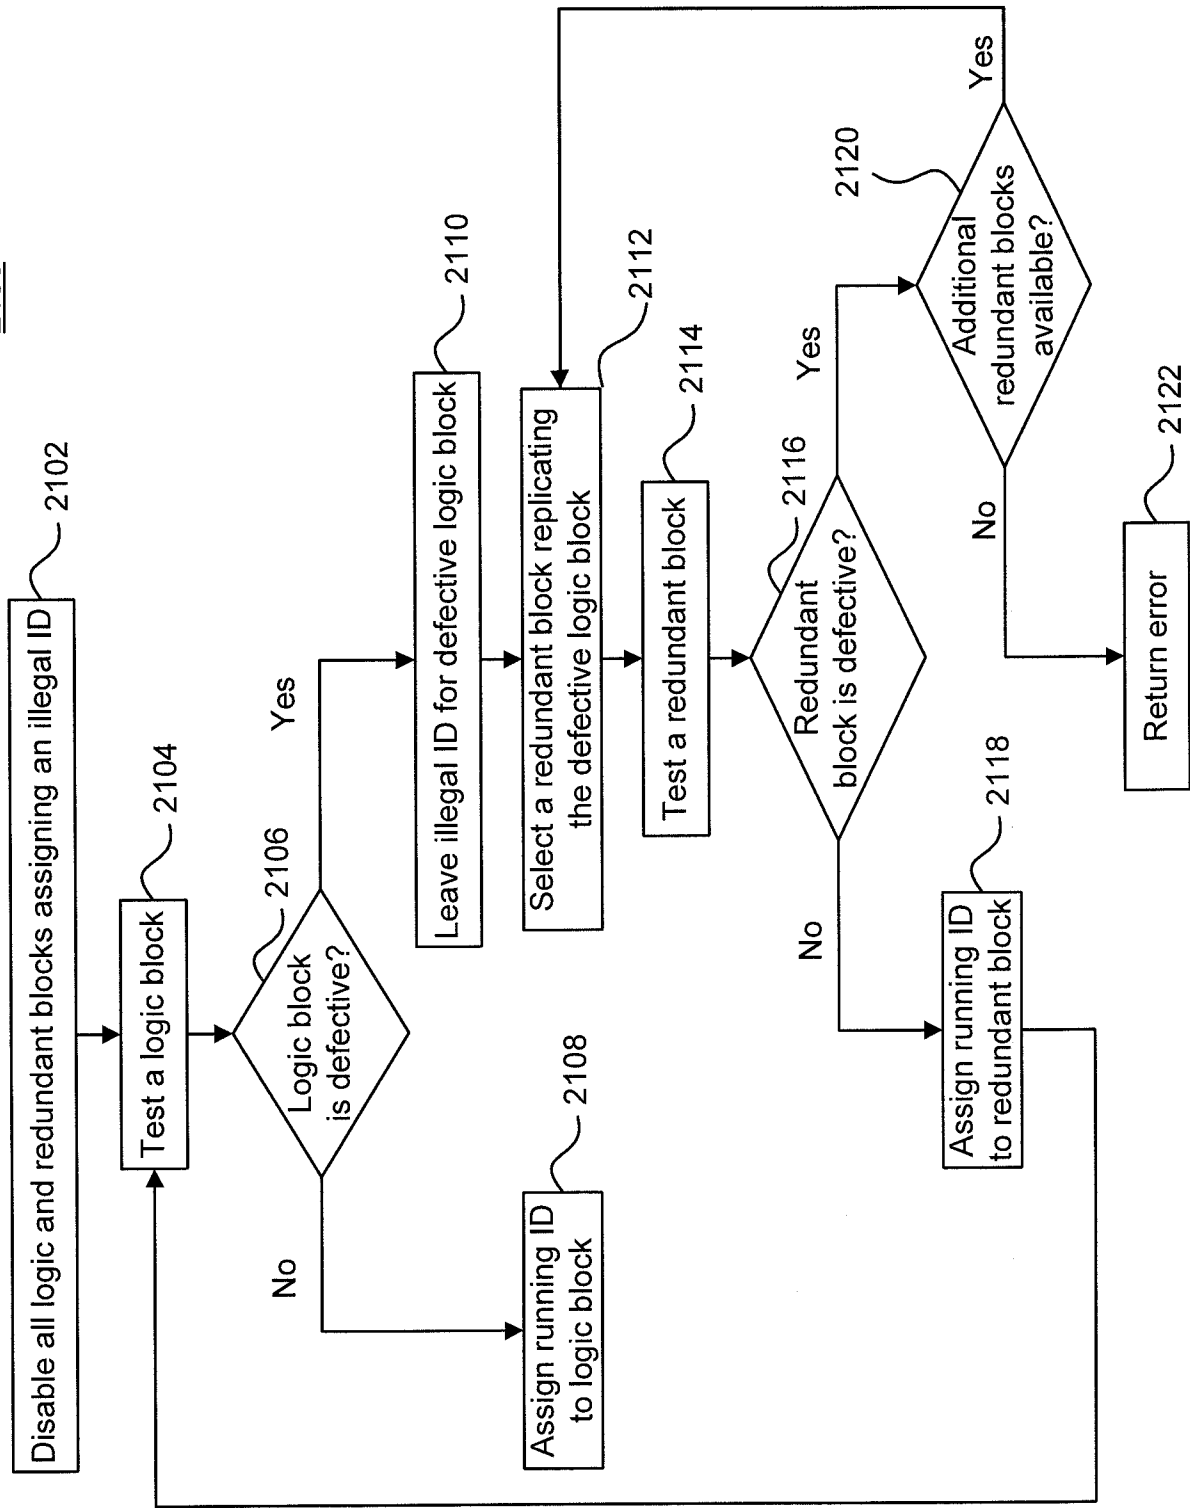 Disable all logic and redundant blocks assigning an illegal ID
2102
Test a logic block
2104
Logic block
is defective?
2106
No
Yes
Assign running ID
to logic block
2108
Leave illegal ID for defective logic block
2110
Select a redundant block replicating
the defective logic block
2112
Test a redundant block
2114
Redundant
block is defective?
2116
No
Yes
Assign running ID
to redundant block
2118
Additional
redundant blocks
available?
2120
Yes
No
Return error
2122